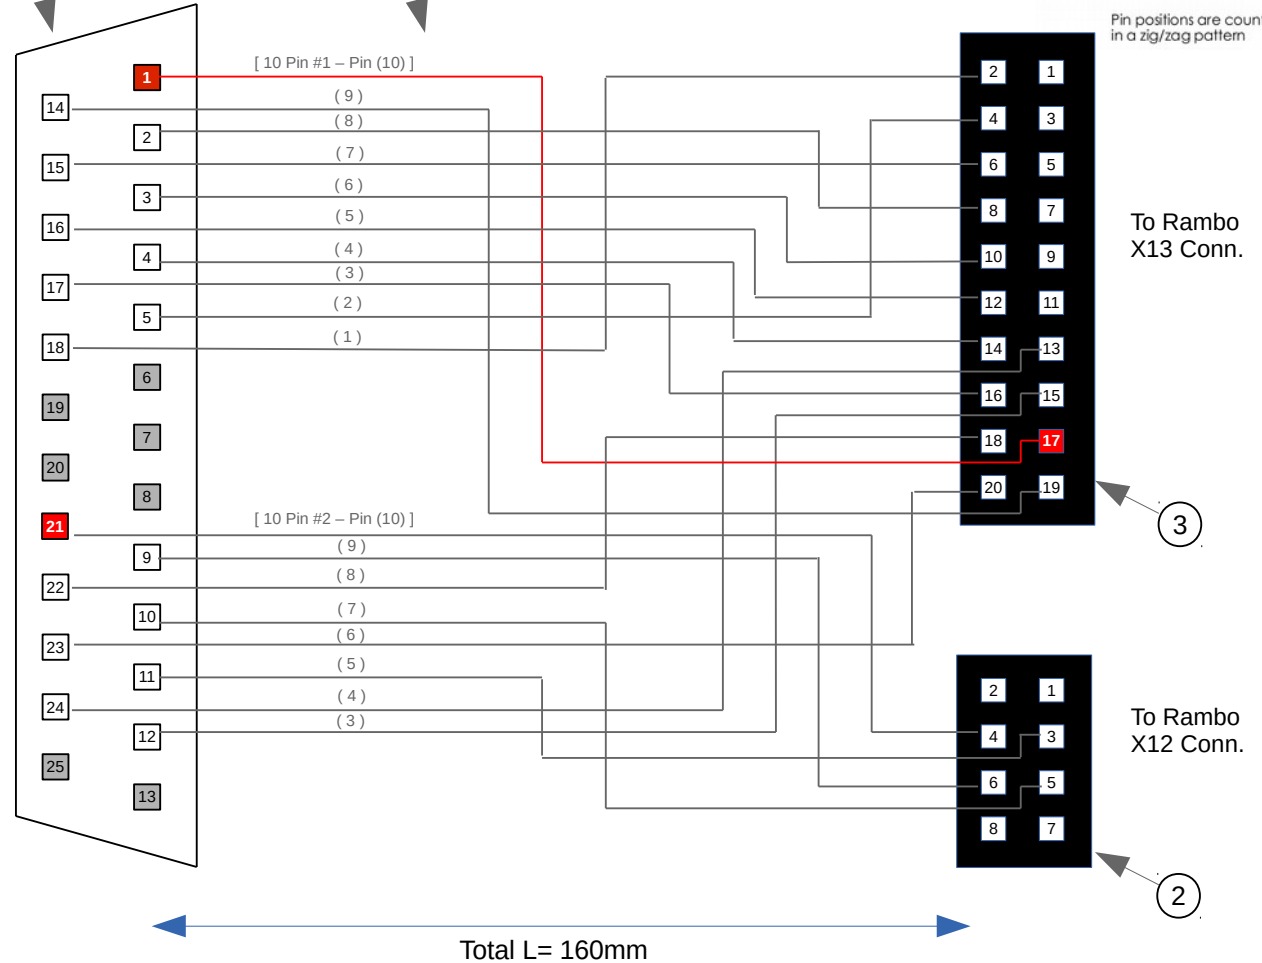 Pin positions are coun
in a zig/zag pattern
[ 10 Pin #1 – Pin (10) ]
1
2 1
( 9 )
14
( 8 )
4 3
2
( 7 )
15
6 5
( 6 )
3
( 5 )
8 7
To Rambo
X13 Conn.
16
( 4 )
4
10 9
( 3 )
17
( 2 )
12 11
5
( 1 )
18
14 13
6
19
16 15
7
18 17
20
20 19
8
3
[ 10 Pin #2 – Pin (10) ]
21
( 9 )
9
( 8 )
22
( 7 )
10
( 6 )
23
( 5 )
11
2 1
( 4 )
24
( 3 )
12
4 3
To Rambo
X12 Conn.
25
6 5
13
8 7
2
Total L= 160mm